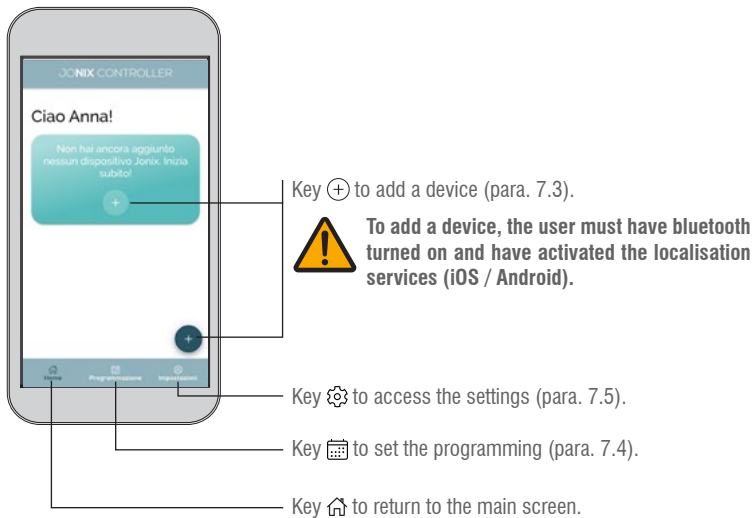 JONIX CONTROLLER
Ciao Anna!
Non hai ancora aggiunto
nessun dispositivo Jonix. Inizia
subito!
Key + to add a device (para. 7.3).
To add a device, the user must have bluetooth
turned on and have activated the localisation
services (iOS / Android).
Home Programmazione Impostazioni
Key to access the settings (para. 7.5).
Key to set the programming (para. 7.4).
Key to return to the main screen.